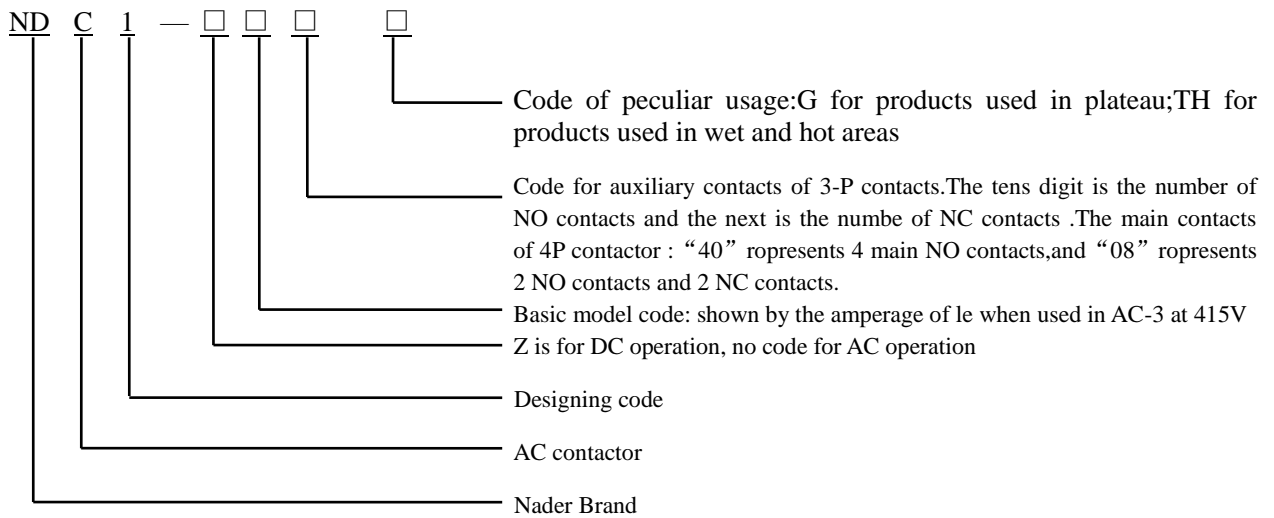 ND C 1 — □ □ □ □
Code of peculiar usage:G for products used in plateau;TH for
products used in wet and hot areas
Code for auxiliary contacts of 3-P contacts.The tens digit is the number of
NO contacts and the next is the numbe of NC contacts .The main contacts
of 4P contactor : “40” ropresents 4 main NO contacts,and “08” ropresents
2 NO contacts and 2 NC contacts.
Basic model code: shown by the amperage of le when used in AC-3 at 415V
Z is for DC operation, no code for AC operation
Designing code
AC contactor
Nader Brand